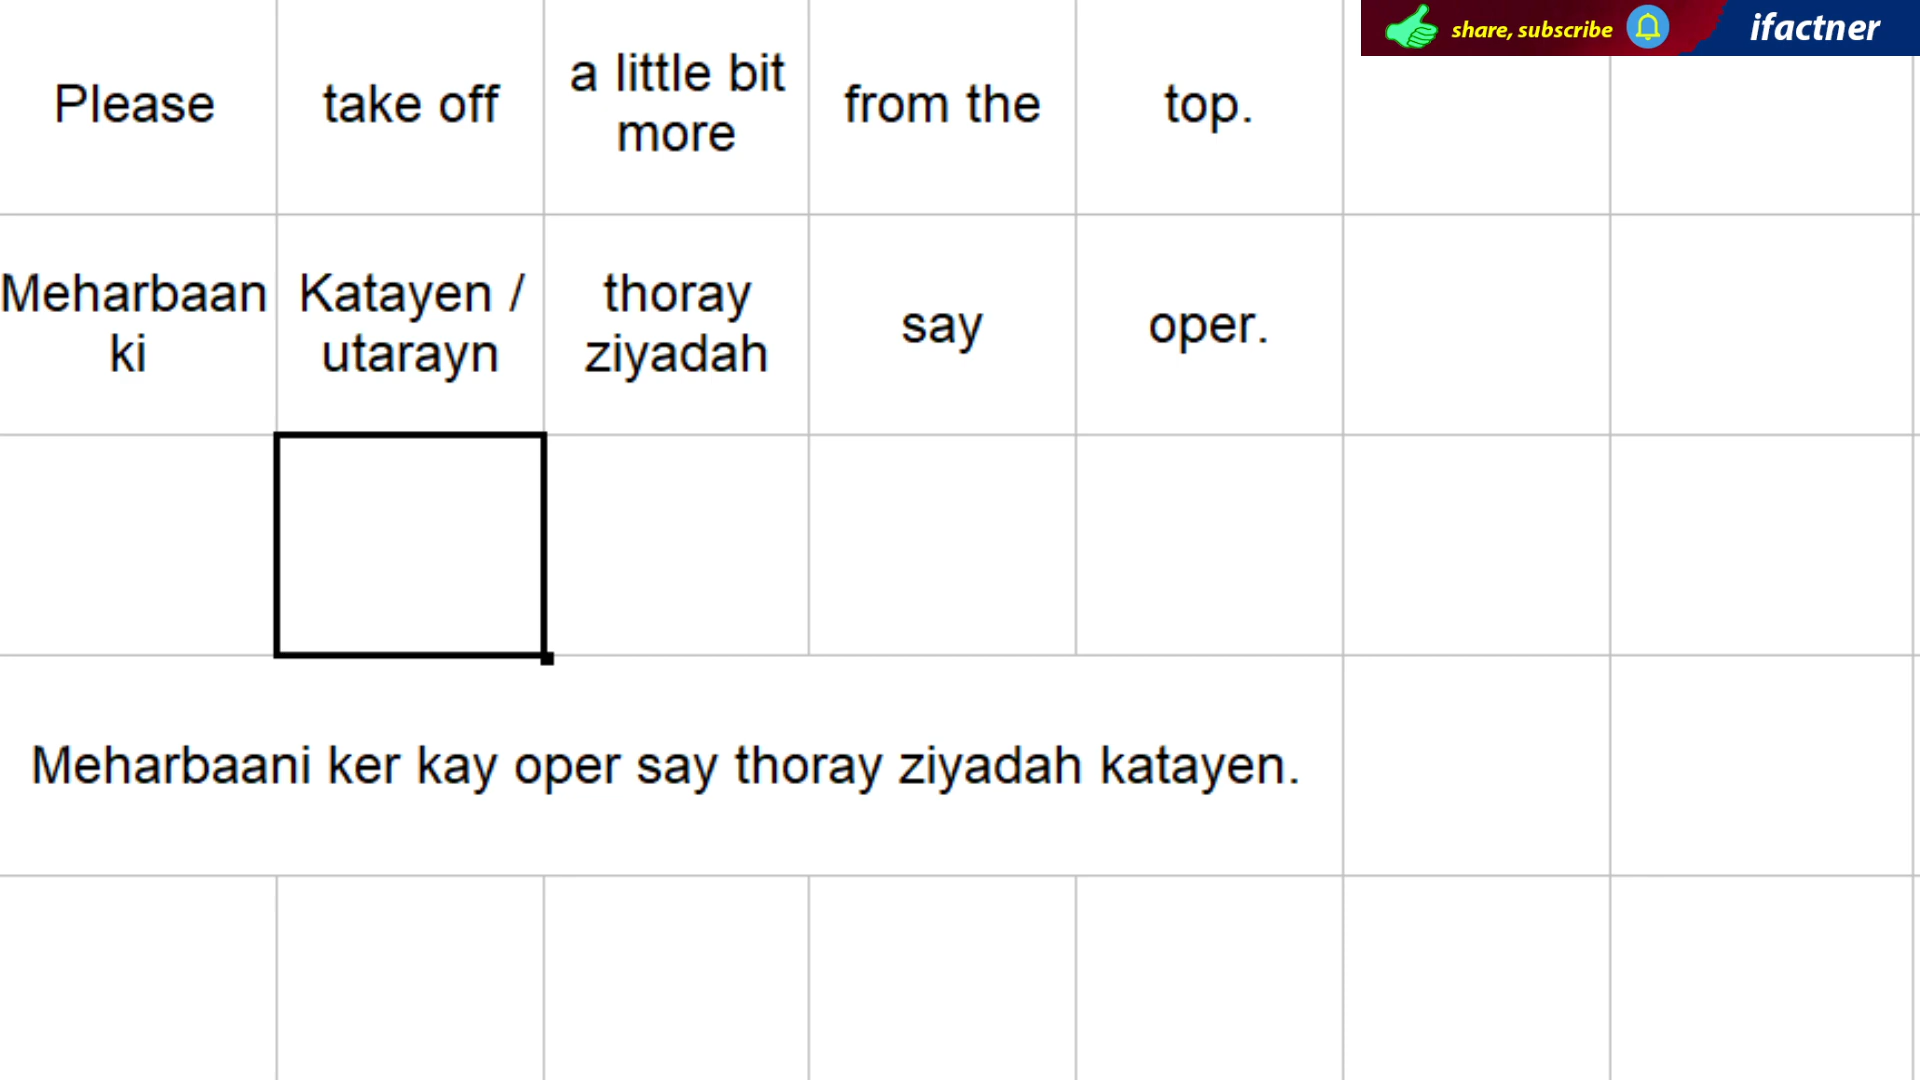 share, subscribe
ifactner
Please
take off
a little bit
more
from the
top.
Meharbaan
ki
Katayen /
utarayn
thoray
ziyadah
say
oper.
Meharbaani ker kay oper say thoray ziyadah katayen.